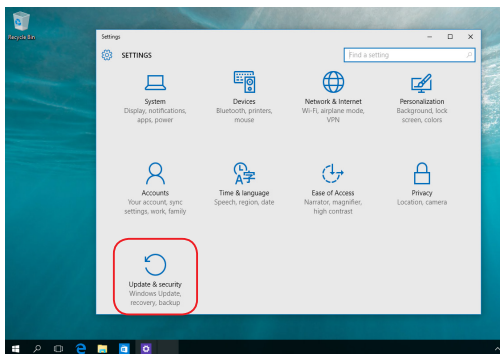 Recycle Bin
Settings
SETTINGS
Find a setting
System
Display, notifications,
apps, power
Devices
Bluetooth, printers,
mouse
Network & Internet
Wi-Fi, airplane mode,
VPN
Personalization
Background, lock
screen, colors
Accounts
Your account, sync
settings, work, family
Time & language
Speech, region, date
Ease of Access
Narrator, magnifier,
high contrast
Privacy
Location, camera
Update & security
Windows Update,
recovery, backup